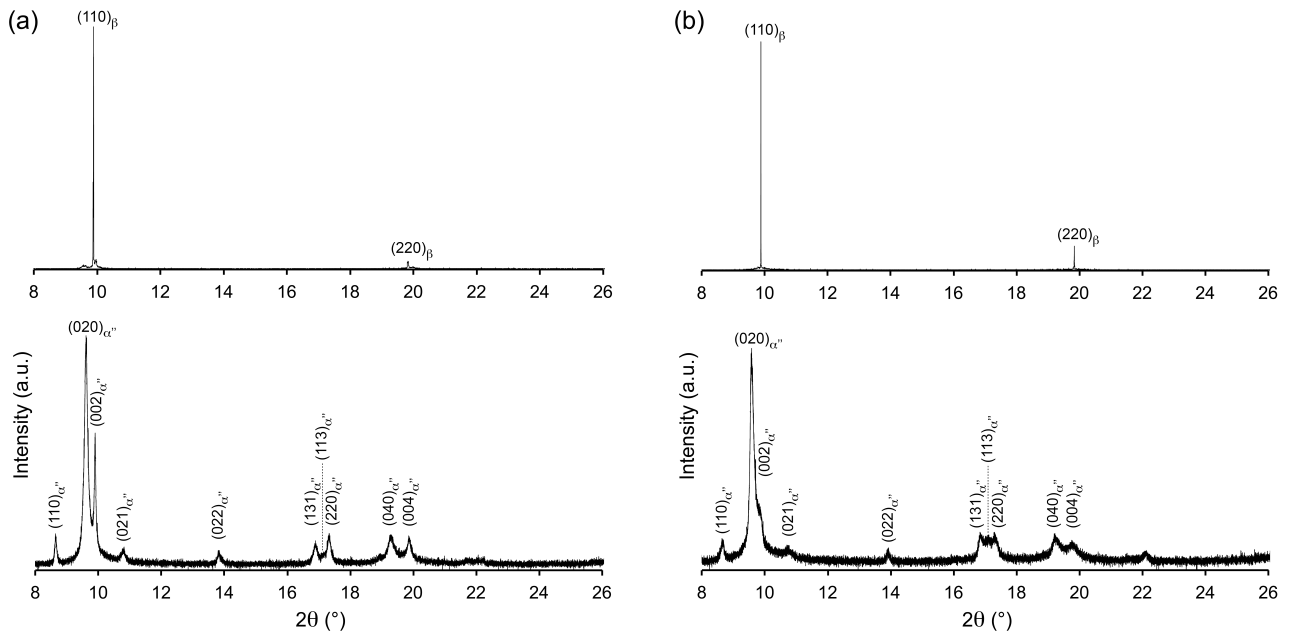 (a)
(110)β
(220)β
8 10 12 14 16 18 20 22 24 26
Intensity (a.u.)
(110)α"
(020)α"
(002)α"
(021)α"
(022)α"
(131)α"
(113)α"
(220)α"
(040)α"
(004)α"
8 10 12 14 16 18 20 22 24 26
2θ (°)
(b)
(110)β
(220)β
8 10 12 14 16 18 20 22 24 26
Intensity (a.u.)
(110)α"
(020)α"
(002)α"
(021)α"
(022)α"
(131)α"
(113)α"
(220)α"
(040)α"
(004)α"
8 10 12 14 16 18 20 22 24 26
2θ (°)